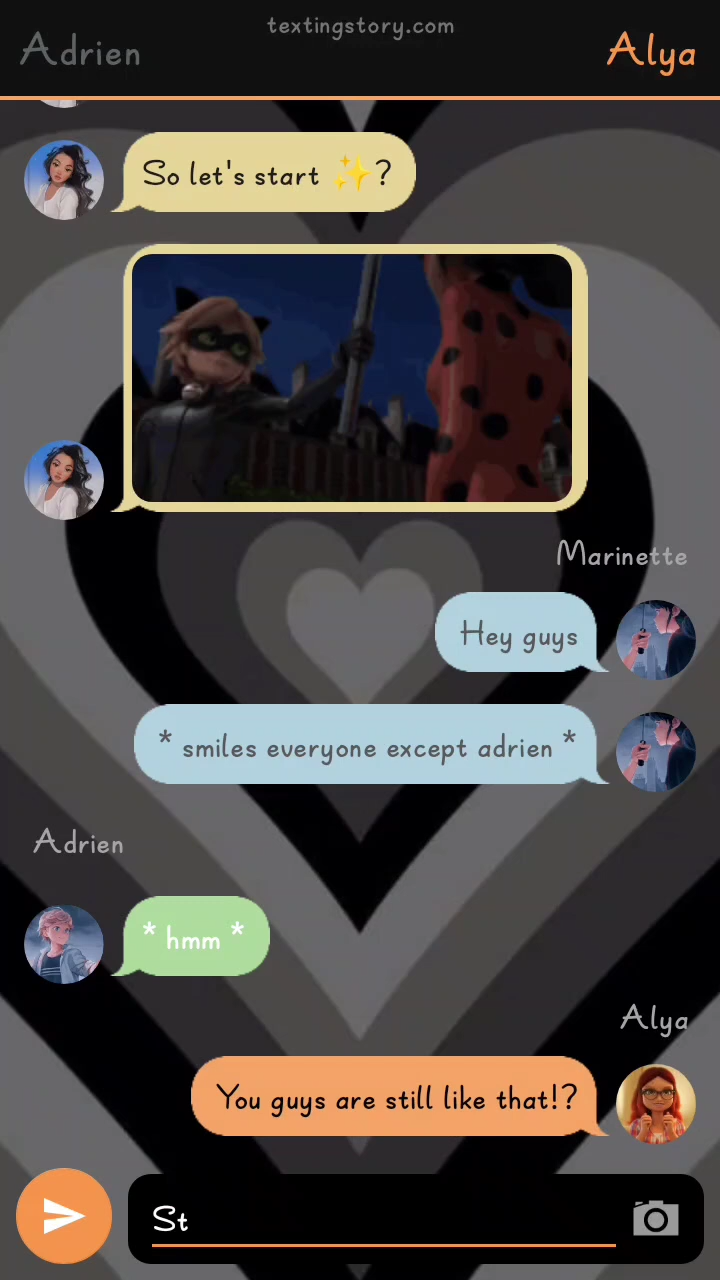 textingstory.com
Adrien
Alya
So let's start ✨?
Marinette
Hey guys
* smiles everyone except adrien *
Adrien
* hmm *
Alya
You guys are still like that!?
St